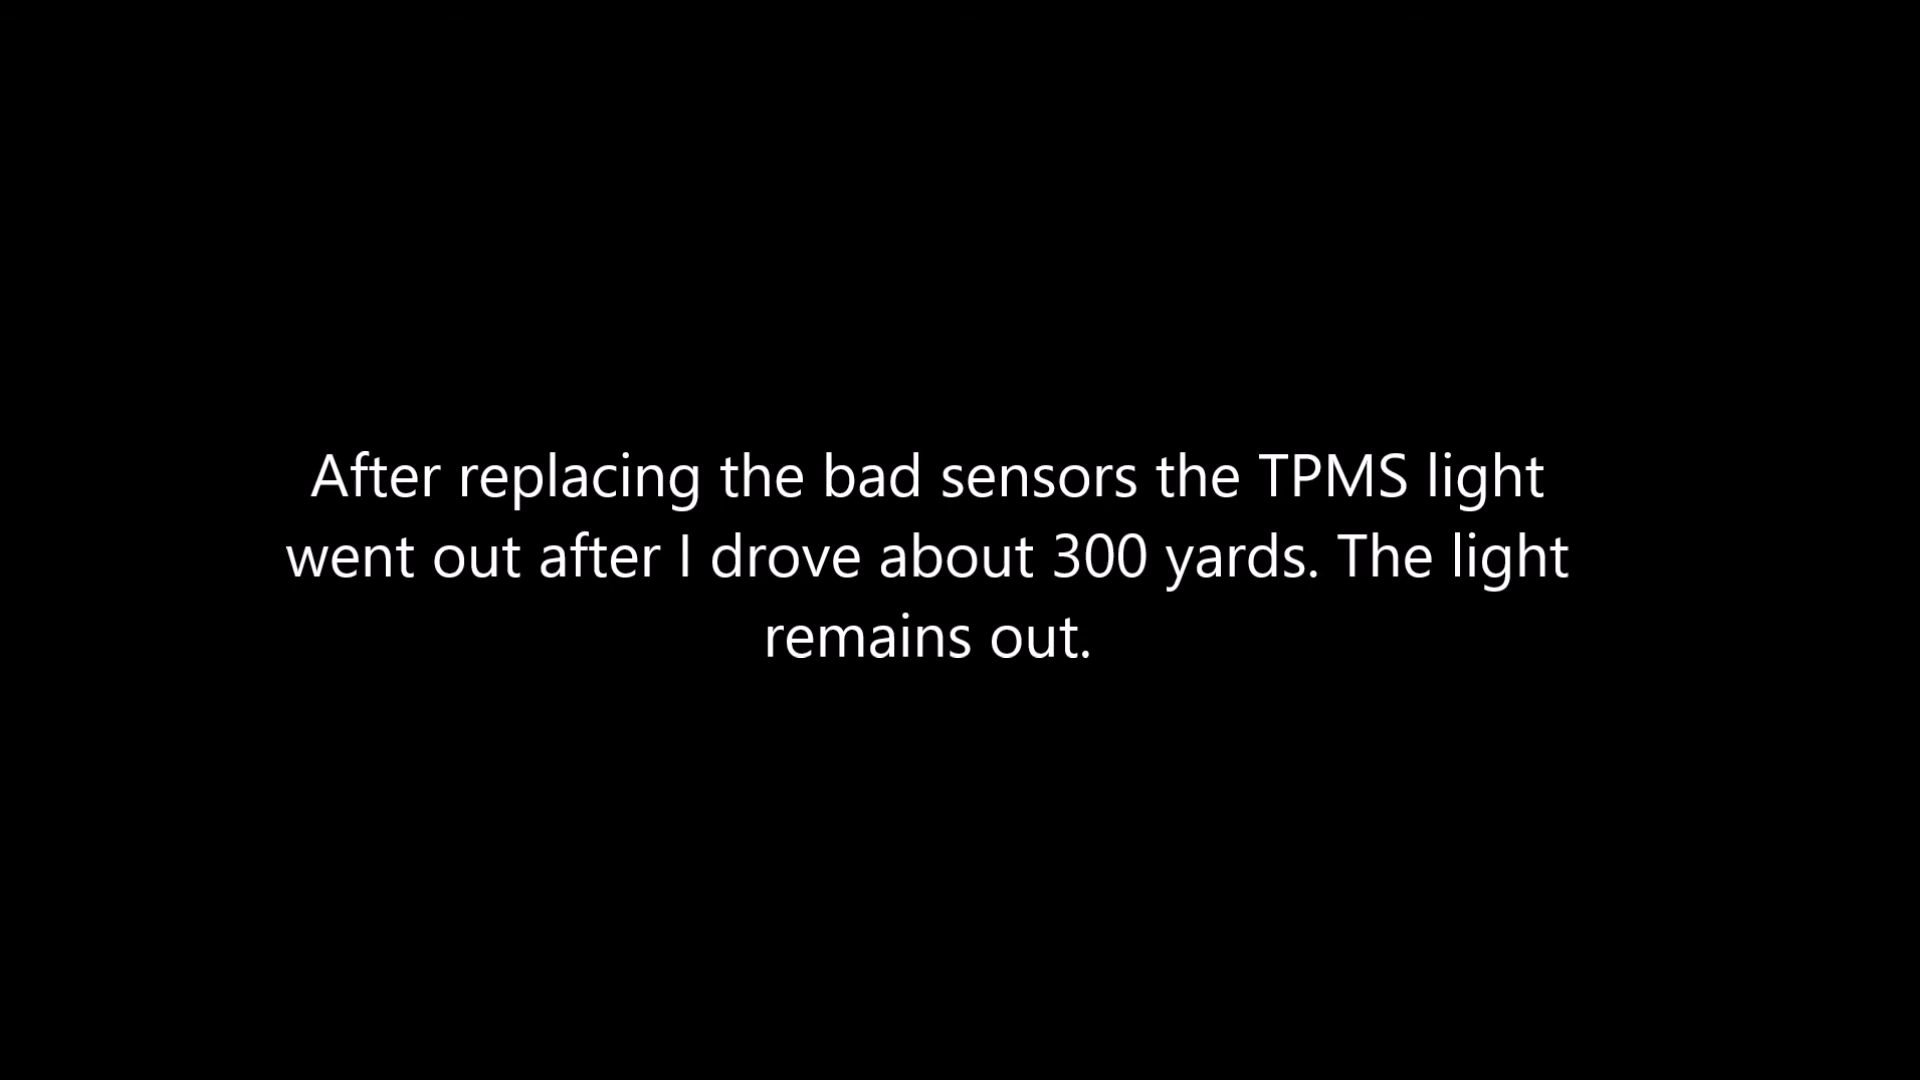 After replacing the bad sensors the TPMS light
went out after I drove about 300 yards. The light
remains out.